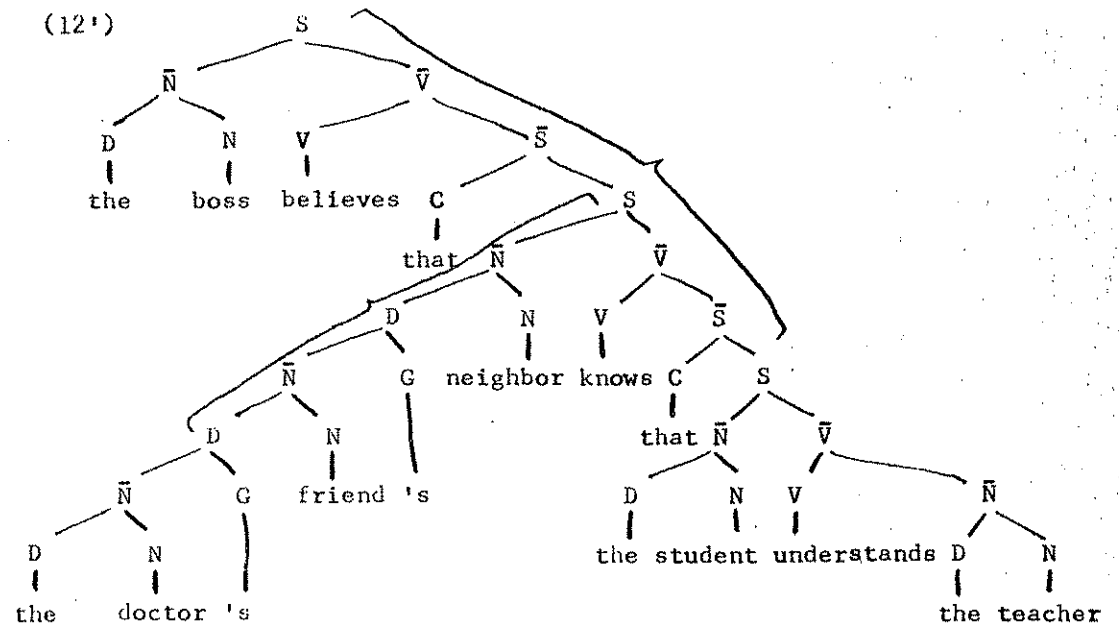 (12')
S
N̄ V̄
D N V S̄
the boss believes C S
that N̄ V̄
D N V S̄
N̄ G neighbor knows C S
D N that N̄ V̄
N̄ G friend 's D N V N̄
the student understands
D N D N
the doctor 's the teacher